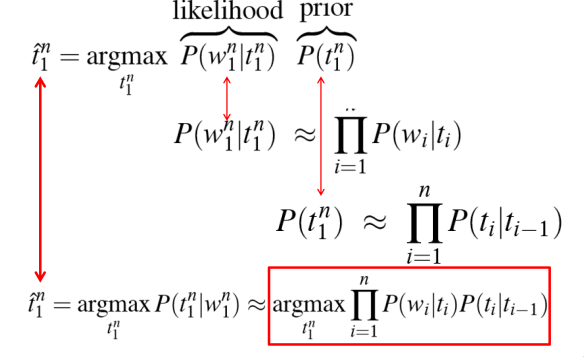 likelihood prior
t̂₁ⁿ = argmax P(w₁ⁿ|t₁ⁿ) P(t₁ⁿ)
t₁ⁿ
P(w₁ⁿ|t₁ⁿ) ≈ ∏ P(wᵢ|tᵢ)
i=1
n
P(t₁ⁿ) ≈ ∏ P(tᵢ|tᵢ₋₁)
i=1
n
t̂₁ⁿ = argmax P(t₁ⁿ|w₁ⁿ) ≈ argmax ∏ P(wᵢ|tᵢ)P(tᵢ|tᵢ₋₁)
t₁ⁿ t₁ⁿ i=1